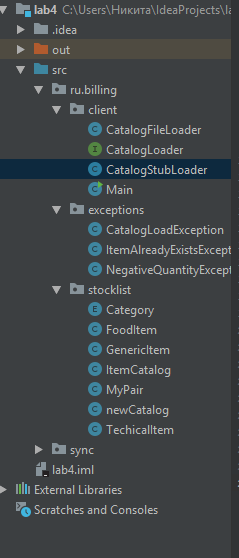 lab4 C:\Users\Никита\IdeaProjects\la
.idea
out
src
ru.billing
client
CatalogFileLoader
CatalogLoader
CatalogStubLoader
Main
exceptions
CatalogLoadException
ItemAlreadyExistsExcept
NegativeQuantityExcept
stocklist
Category
FoodItem
GenericItem
ItemCatalog
MyPair
newCatalog
TechicalItem
sync
lab4.iml
External Libraries
Scratches and Consoles